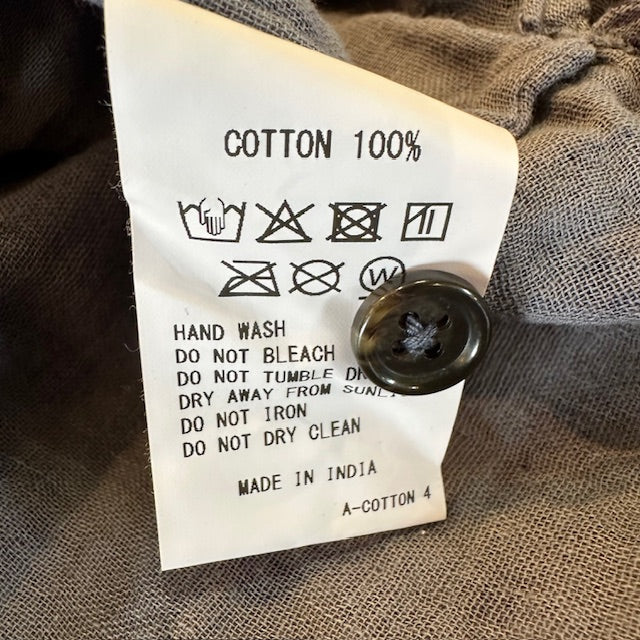 COTTON 100%
W
HAND WASH
DO NOT BLEACH
DO NOT TUMBLE
DRY AWAY FROM
DO NOT IRON
DO NOT DRY CLEAN
MADE IN INDIA
A-COTTON 4